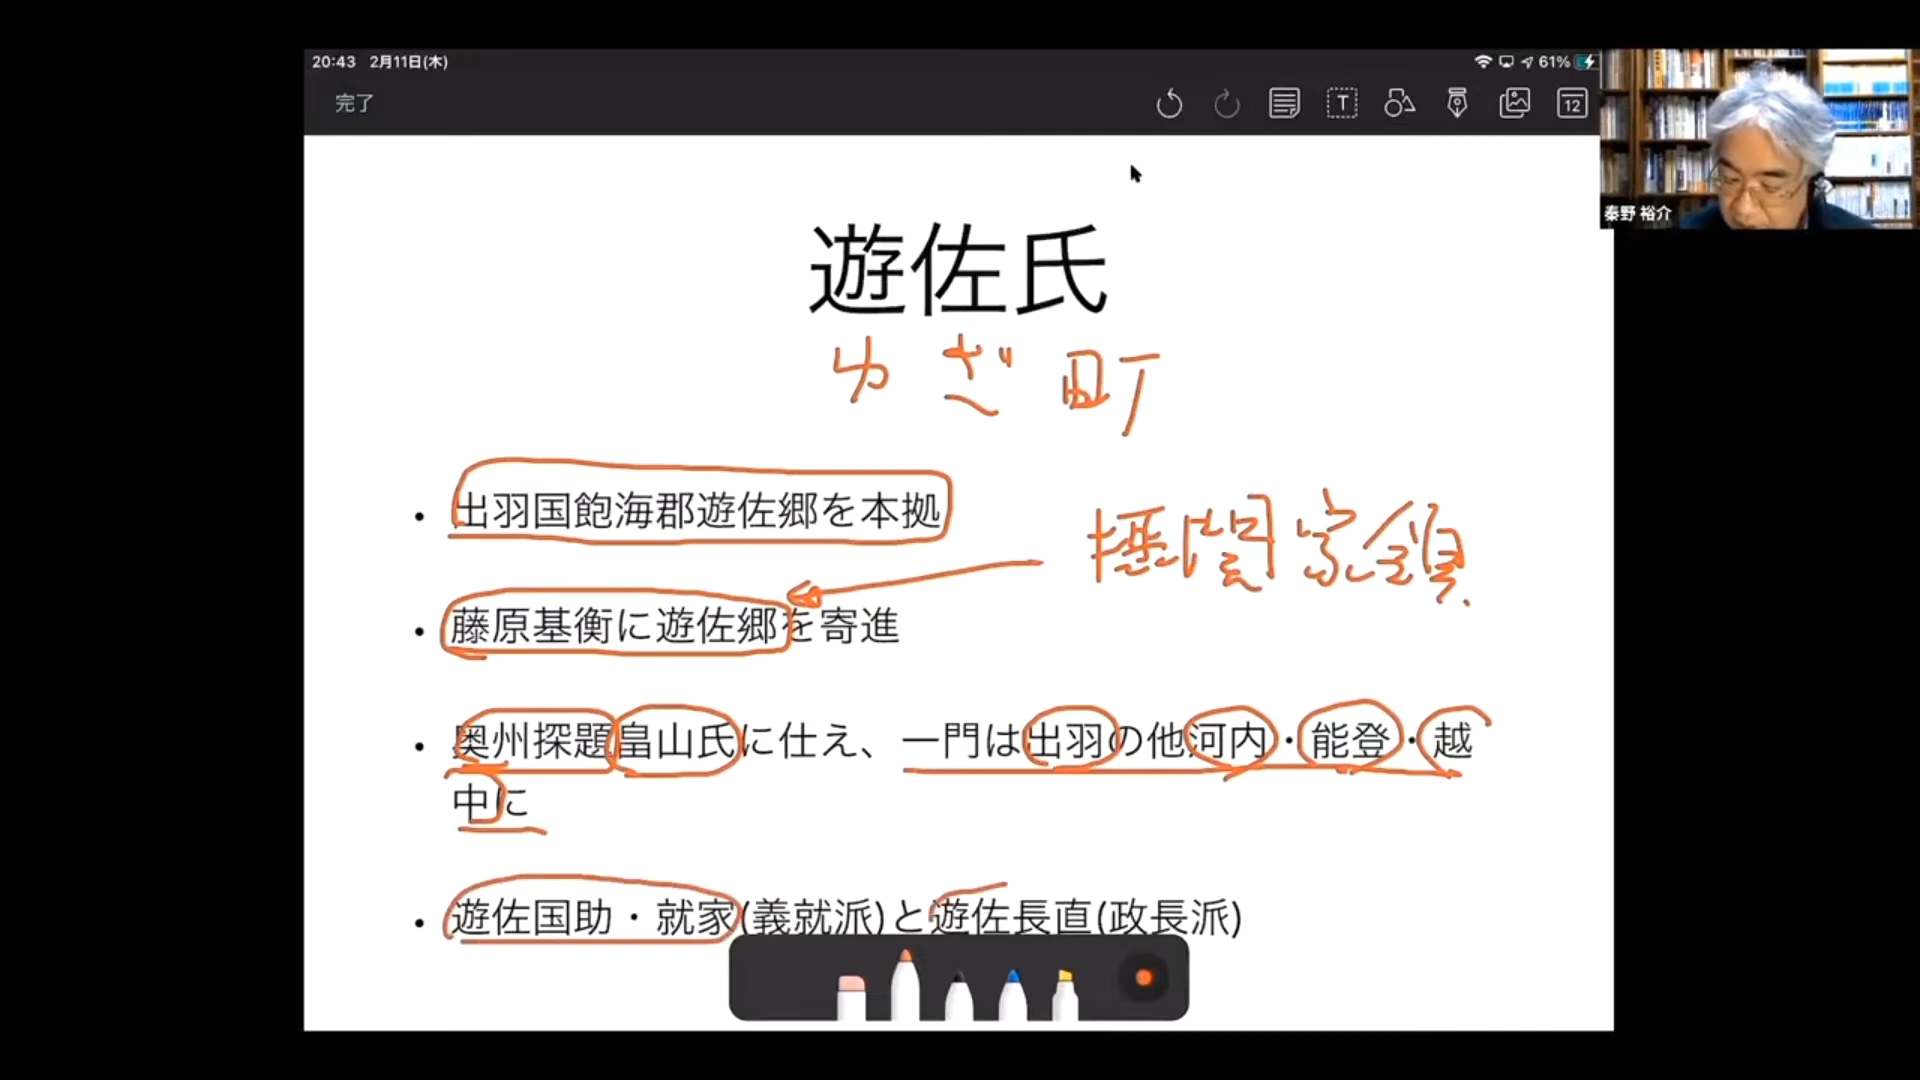 20:43 2月11日(木)
61%
完了
T
12
秦野 裕介
遊佐氏
ゆざ町
・出羽国飽海郡遊佐郷を本拠
摂関家領
・藤原基衡に遊佐郷を寄進
・奥州探題畠山氏に仕え、一門は出羽の他河内・能登・越
中に
・遊佐国助・就家(義就派)と遊佐長直(政長派)